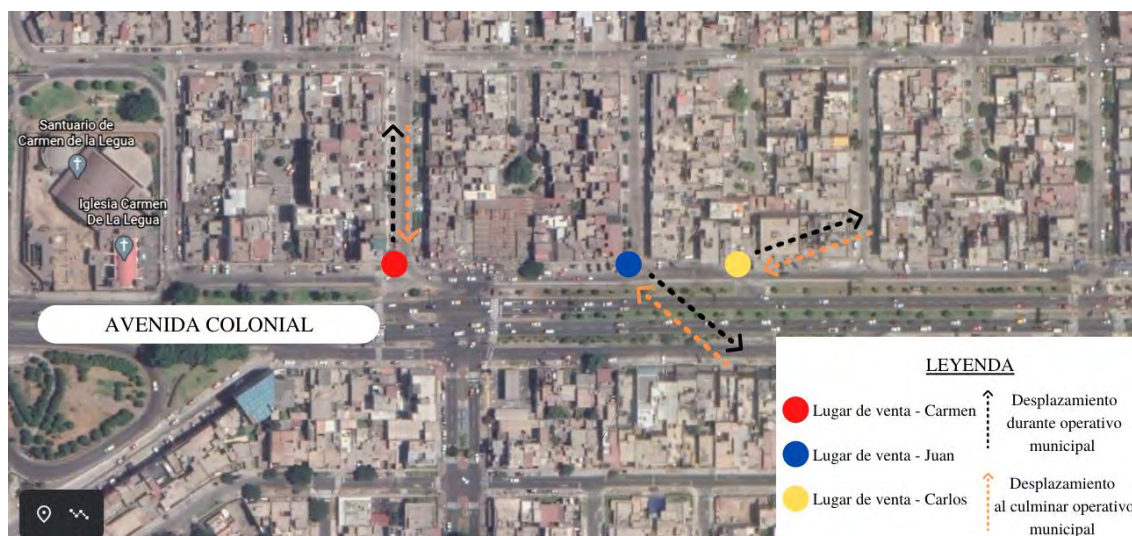 Santuario de
Carmen de la Legua
Iglesia Carmen
De La Legua
AVENIDA COLONIAL
LEYENDA
Lugar de venta - Carmen
Lugar de venta - Juan
Lugar de venta - Carlos
Desplazamiento
durante operativo
municipal
Desplazamiento
al culminar operativo
municipal